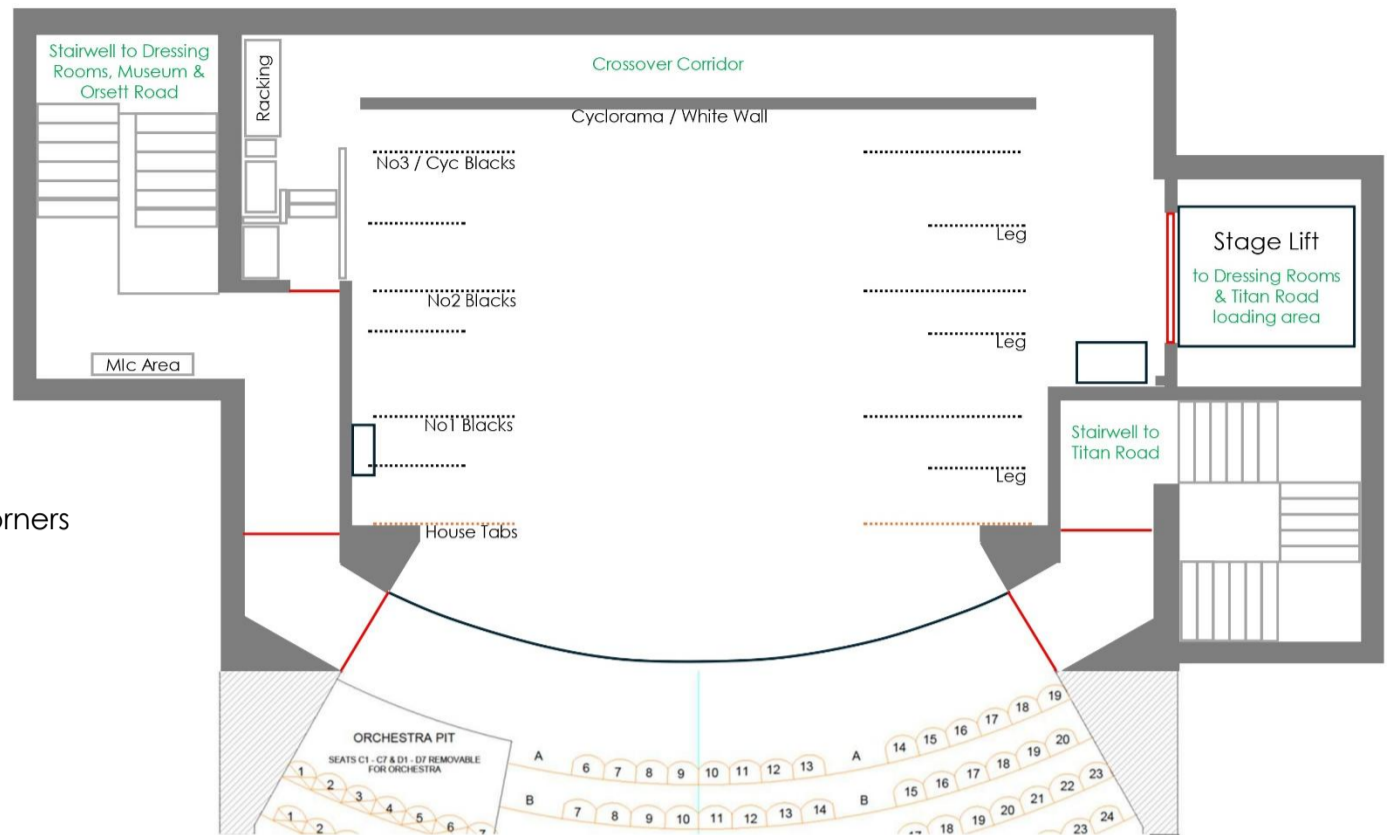 Stairwell to Dressing
Rooms, Museum &
Orsett Road
Racking
Crossover Corridor
Cyclorama / White Wall
No3 / Cyc Blacks
Leg
Stage Lift
to Dressing Rooms
& Titan Road
loading area
No2 Blacks
Leg
MIc Area
No1 Blacks
Stairwell to
Titan Road
Leg
orners
House Tabs
ORCHESTRA PIT
SEATS C1 - C7 & D1 - D7 REMOVABLE
FOR ORCHESTRA
A 6 7 8 9 10 11 12 13 A 14 15 16 17 18 19
B 7 8 9 10 11 12 13 14 B 15 16 17 18 19 20
1 2 3 4 5 6 7
18 19 20 21 22 23
1 2
23 24